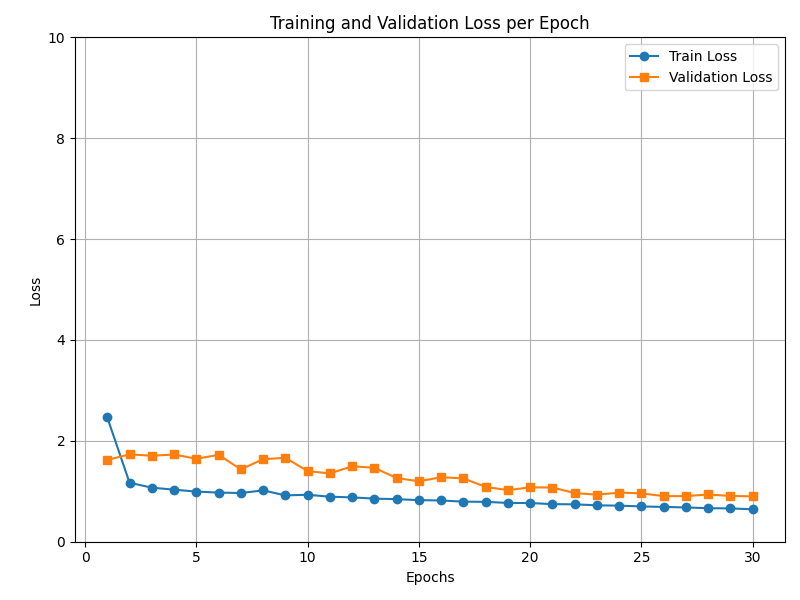 Training and Validation Loss per Epoch
Train Loss
Validation Loss
Loss
10
8
6
4
2
0
0 5 10 15 20 25 30
Epochs